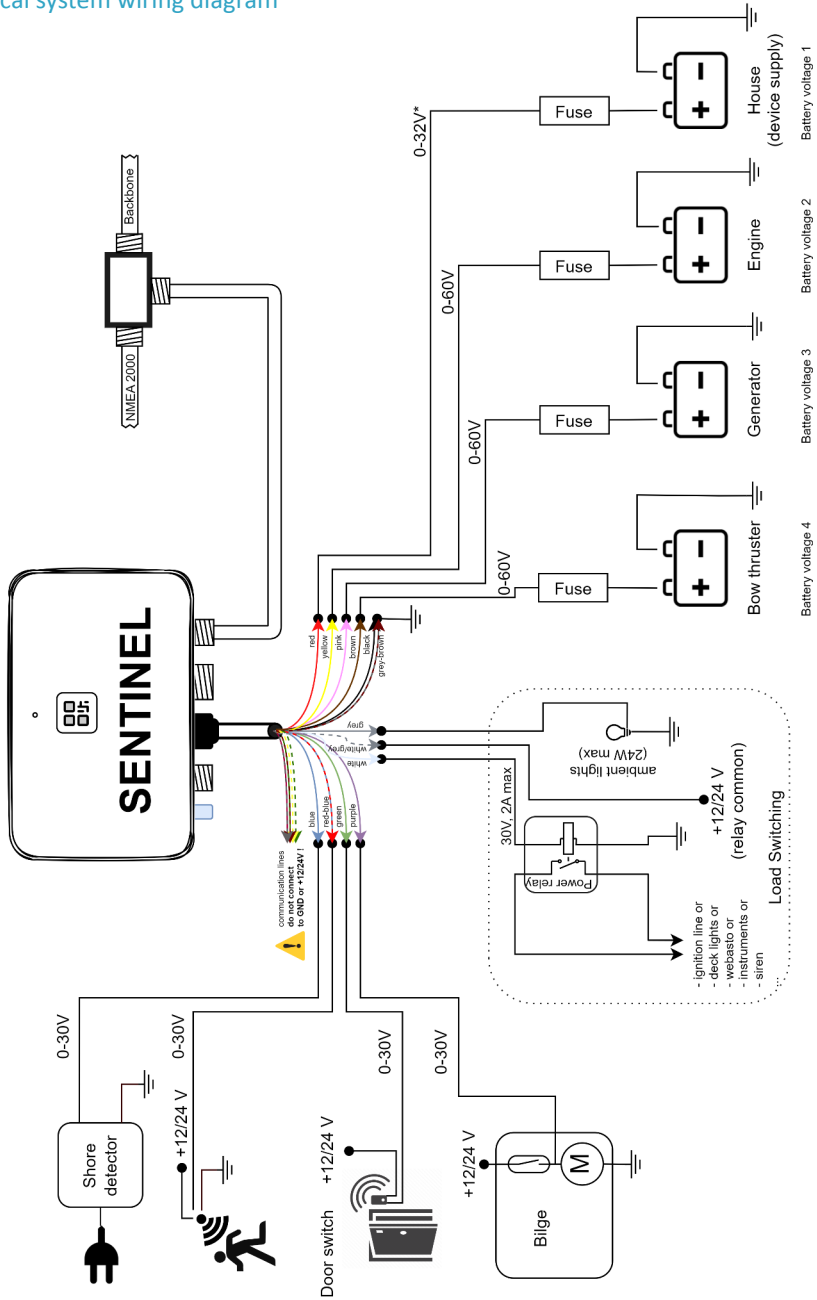 cal system wiring diagram
Backbone
NMEA 2000
SENTINEL
0-32V*
0-60V
0-60V
0-60V
Fuse
Fuse
Fuse
Fuse
House
(device supply)
Battery voltage 1
Engine
Battery voltage 2
Generator
Battery voltage 3
Bow thruster
Battery voltage 4
red
yellow
pink
brown
black
grey-brown
grey
white/grey
white
blue
red-blue
green
purple
communication lines
do not connect
to GND or +12/24V !
ambient lights
(24W max)
30V, 2A max
+12/24 V
(relay common)
Power relay
Load Switching
- ignition line or
- deck lights or
- webasto or
- instruments or
- siren
0-30V
0-30V
0-30V
0-30V
Shore
detector
+12/24 V
Door switch
+12/24 V
+12/24 V
Bilge
M